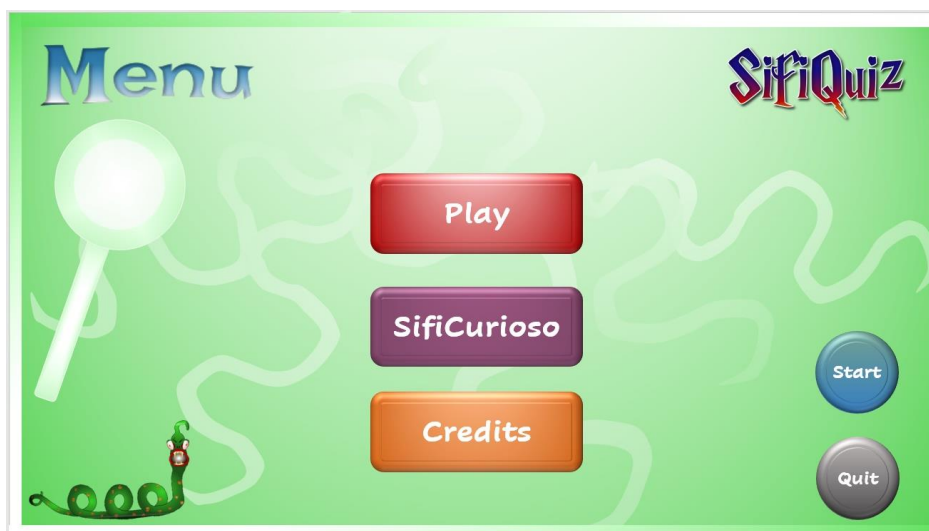 Menu
SifiQuiz
Play
SifiCurioso
Credits
Start
Quit